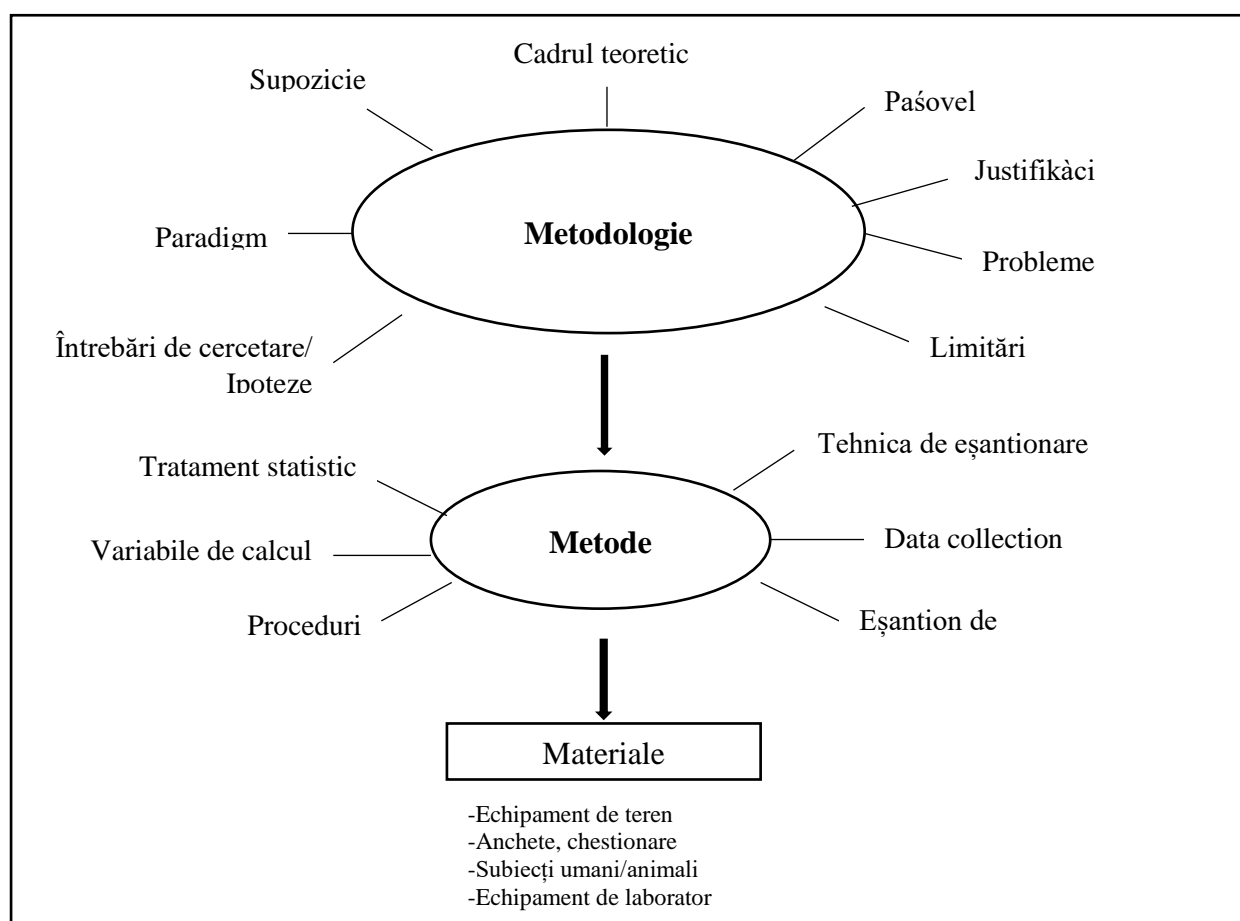 Cadrul teoretic
Supozicie
Paśovel
Justifikàci
Paradigm
Metodologie
Probleme
Întrebări de cercetare/
Ipoteze
Limitări
Tehnica de eșantionare
Tratament statistic
Variabile de calcul
Metode
Data collection
Proceduri
Eșantion de
Materiale
-Echipament de teren
-Anchete, chestionare
-Subiecți umani/animali
-Echipament de laborator